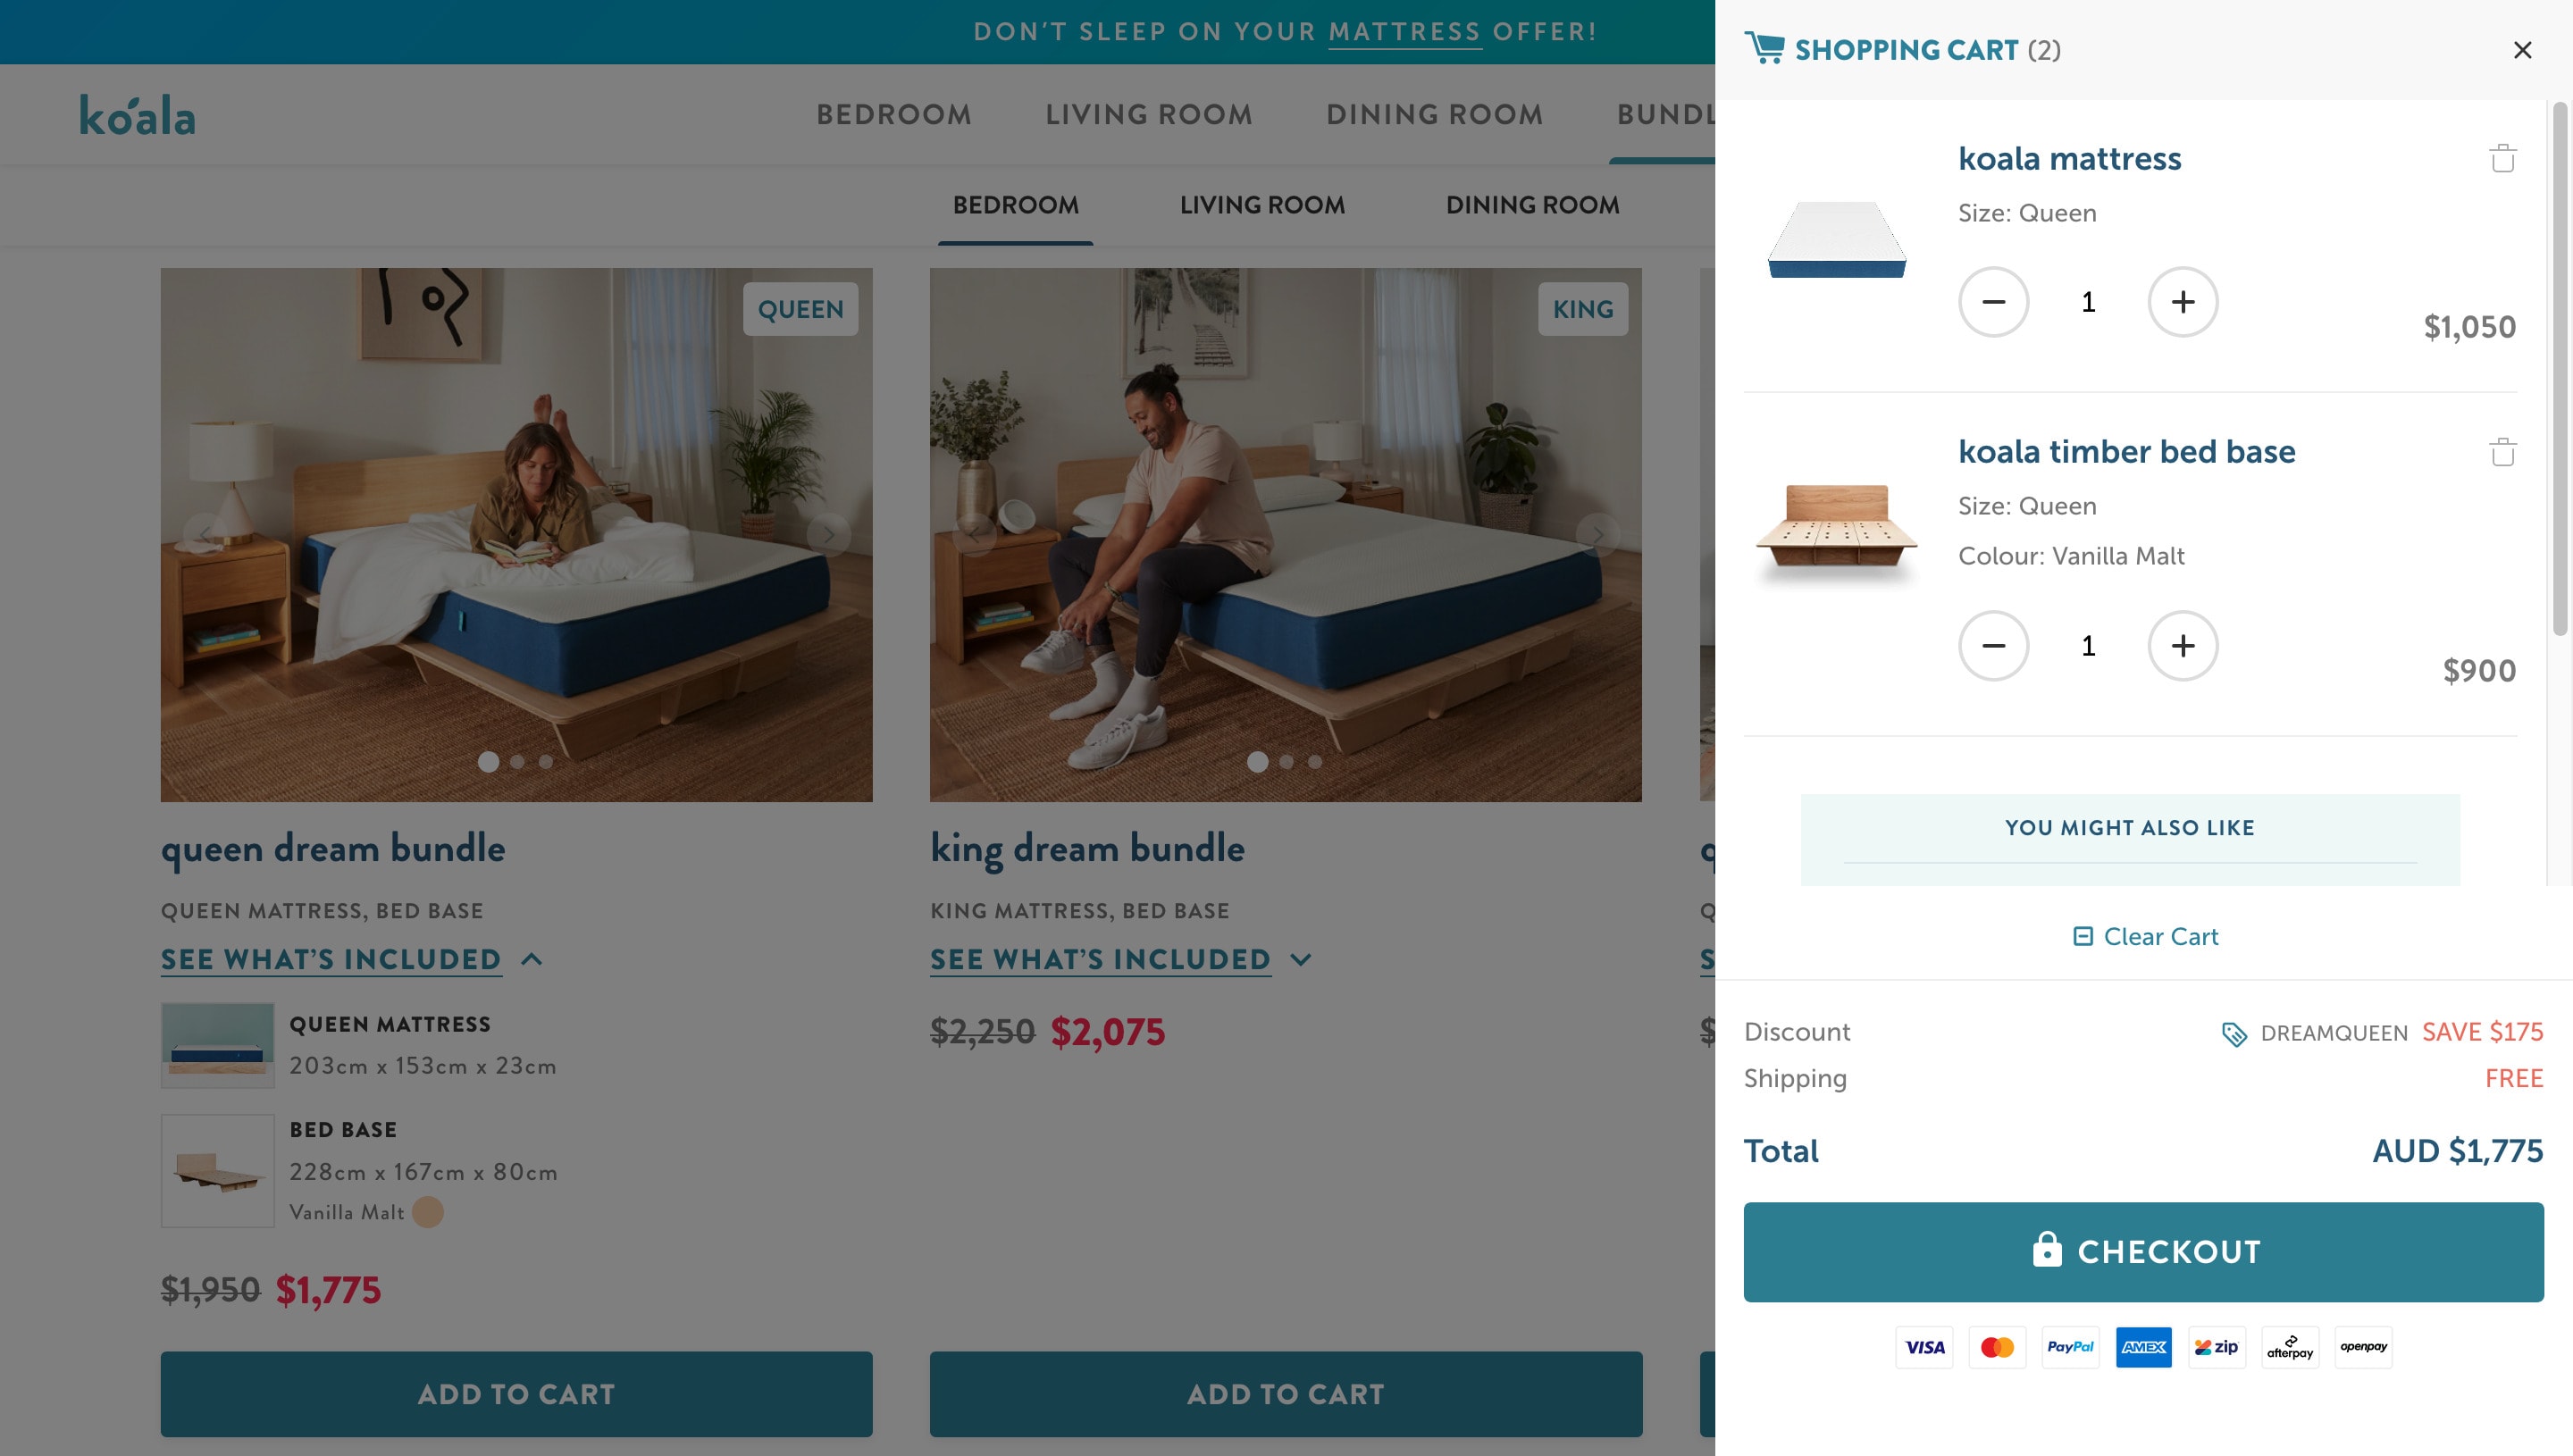 DON'T SLEEP ON YOUR MATTRESS OFFER!
koala
BEDROOM
LIVING ROOM
DINING ROOM
BEDROOM
LIVING ROOM
DINING ROOM
QUEEN
queen dream bundle
QUEEN MATTRESS, BED BASE
SEE WHAT'S INCLUDED
QUEEN MATTRESS
203cm x 153cm x 23cm
BED BASE
228cm x 167cm x 80cm
Vanilla Malt
$1,950 $1,775
ADD TO CART
KING
king dream bundle
KING MATTRESS, BED BASE
SEE WHAT'S INCLUDED
$2,250 $2,075
ADD TO CART
SHOPPING CART (2)
koala mattress
Size: Queen
1
$1,050
koala timber bed base
Size: Queen
Colour: Vanilla Malt
1
$900
YOU MIGHT ALSO LIKE
Clear Cart
Discount DREAMQUEEN SAVE $175
Shipping FREE
Total AUD $1,775
CHECKOUT
VISA PayPal AMEX zip afterpay openpay